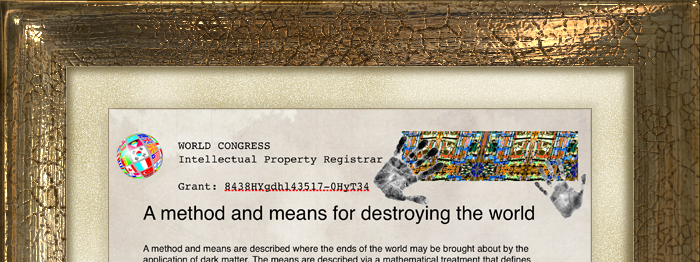 WORLD CONGRESS
Intellectual Property Registrar
Grant: 8438HYgdh143517-0HyT34
A method and means for destroying the world
A method and means are described where the ends of the world may be brought about by the
application of dark matter. The means are described via a mathematical treatment that defines